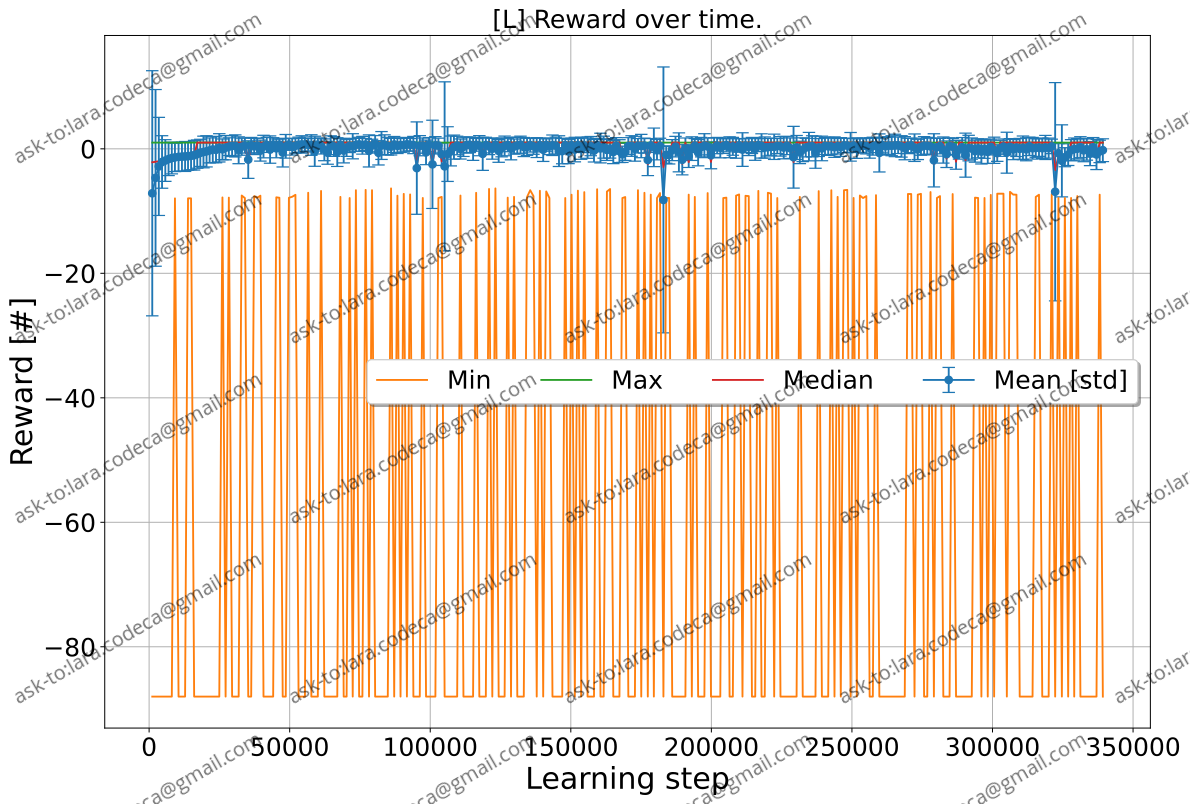 [L] Reward over time.
Reward [#]
0
−20
−40
−60
−80
Min Max Median Mean [std]
0 50000 100000 150000 200000 250000 300000 350000
Learning step
ask-to:lara.codeca@gmail.com